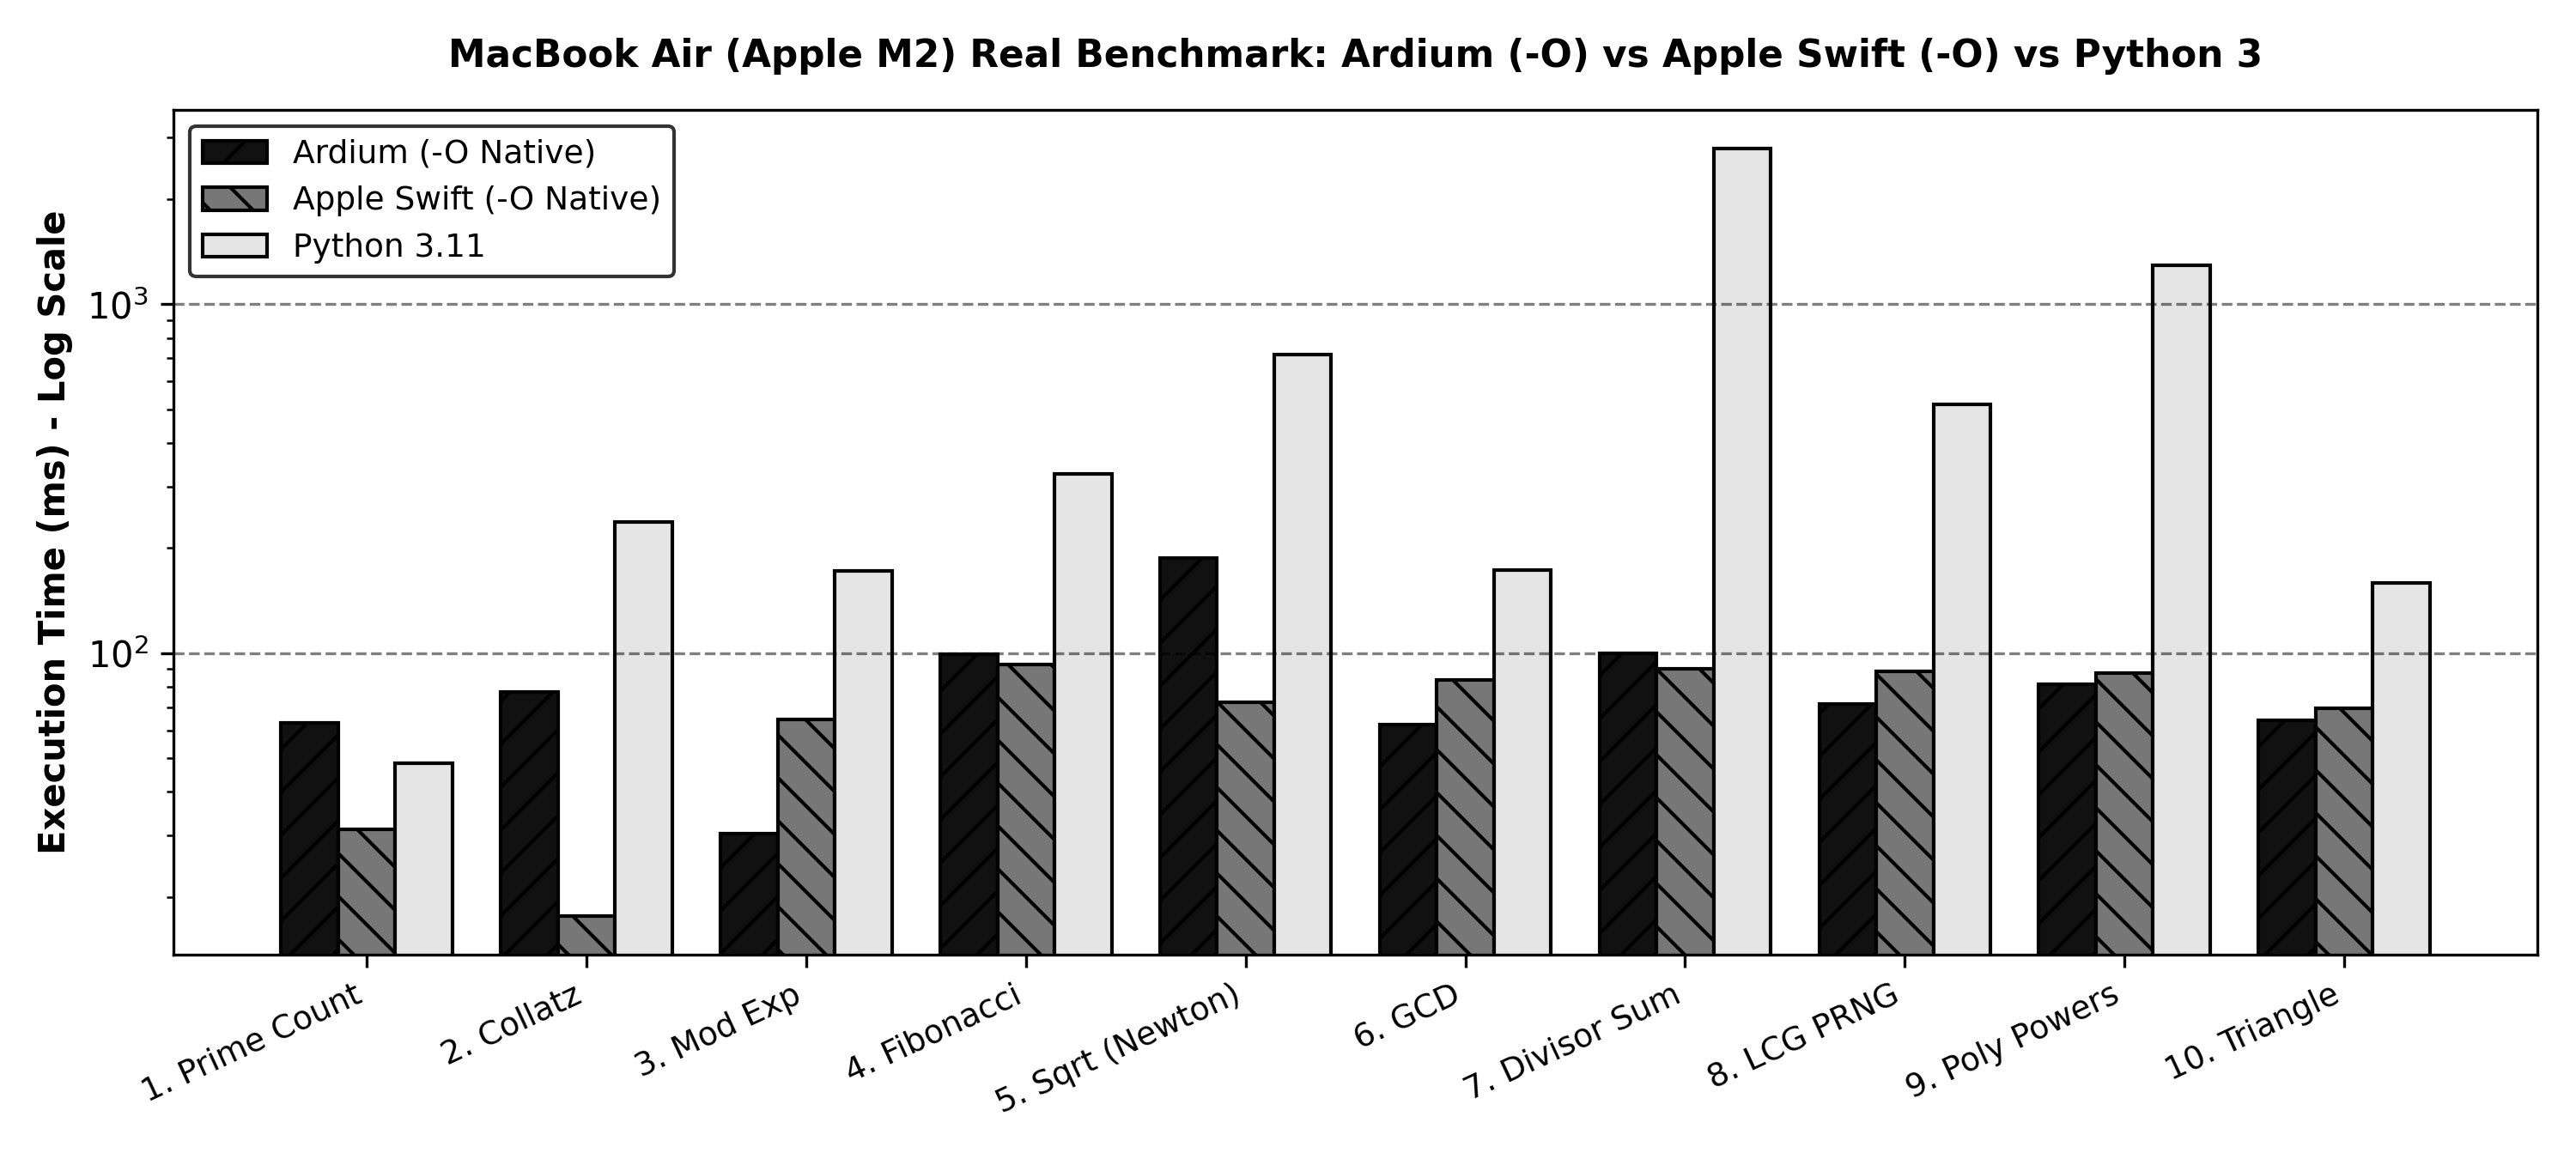 MacBook Air (Apple M2) Real Benchmark: Ardium (-O) vs Apple Swift (-O) vs Python 3
Ardium (-O Native)
Apple Swift (-O Native)
Python 3.11
Execution Time (ms) - Log Scale
10³
10²
1. Prime Count
2. Collatz
3. Mod Exp
4. Fibonacci
5. Sqrt (Newton)
6. GCD
7. Divisor Sum
8. LCG PRNG
9. Poly Powers
10. Triangle